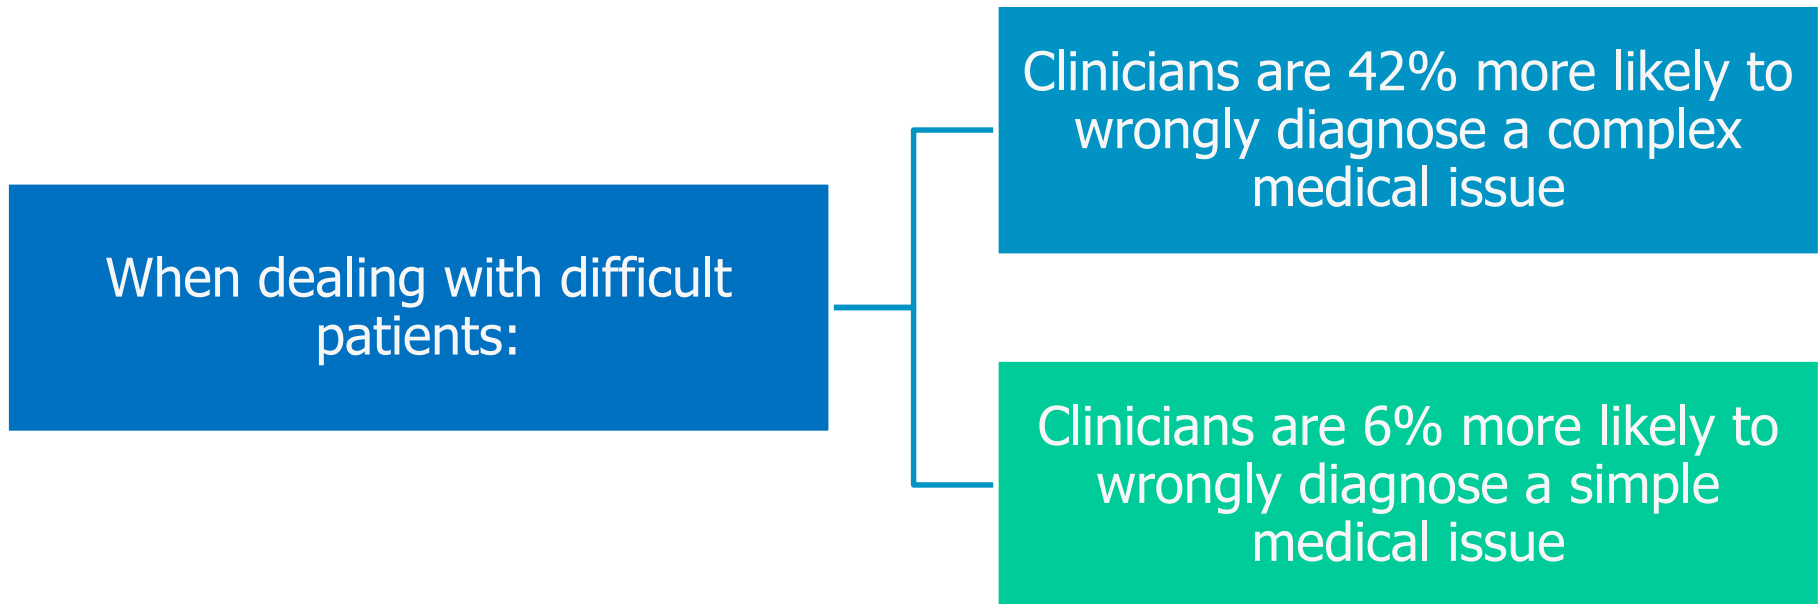 When dealing with difficult
patients:
Clinicians are 42% more likely to
wrongly diagnose a complex
medical issue
Clinicians are 6% more likely to
wrongly diagnose a simple
medical issue